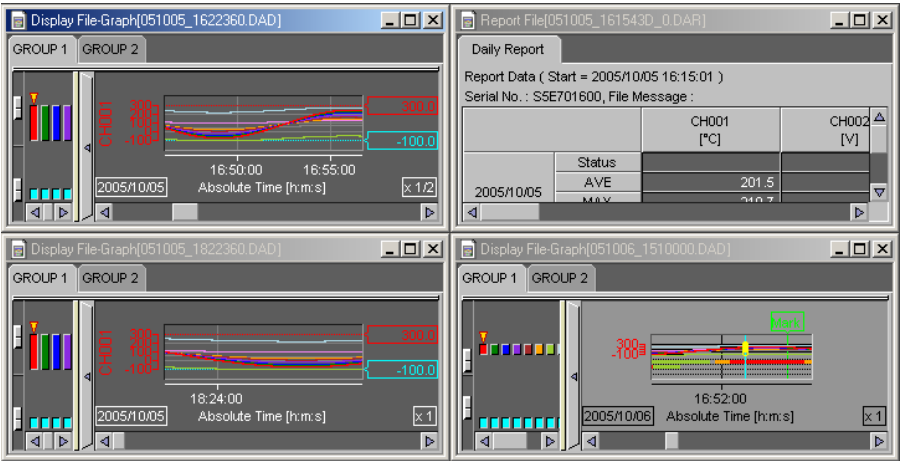 Display File-Graph[051005_1622360.DAD]
GROUP 1 GROUP 2
CH001
300
-100
300.0
-100.0
16:50:00 16:55:00
2005/10/05 Absolute Time [h:m:s] x 1/2
Report File[051005_161543D_0.DAR]
Daily Report
Report Data ( Start = 2005/10/05 16:15:01 )
Serial No. : S5E701600, File Message :
CH001 CH002
[°C] [V]
Status
2005/10/05 AVE 201.5
MAX 210.7
Display File-Graph[051005_1822360.DAD]
GROUP 1 GROUP 2
CH001
300
-100
300.0
-100.0
18:24:00
2005/10/05 Absolute Time [h:m:s] x 1
Display File-Graph[051006_1510000.DAD]
GROUP 1 GROUP 2
300
-100
16:52:00
2005/10/06 Absolute Time [h:m:s] x 1